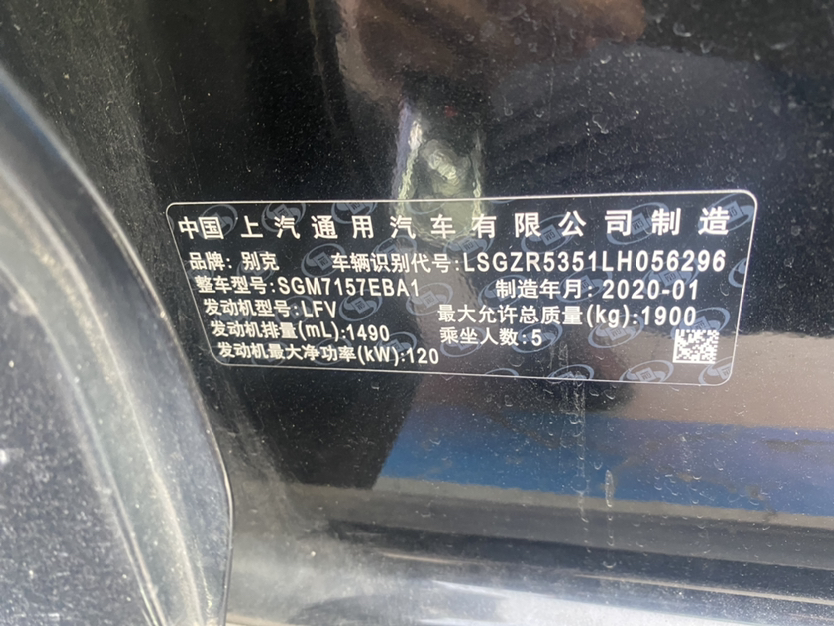 中国 上汽通用汽车有限公司制造
品牌: 别克 车辆识别代号:LSGZR5351LH056296
整车型号:SGM7157EBA1 制造年月:2020-01
发动机型号:LFV 最大允许总质量(kg):1900
发动机排量(mL):1490 乘坐人数:5
发动机最大净功率(kW):120